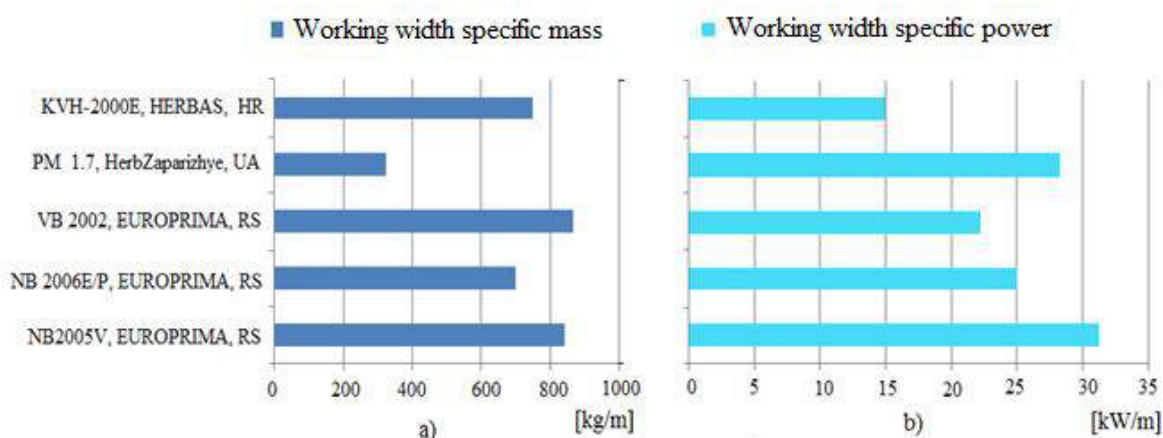 Working width specific mass
Working width specific power
KVH-2000E, HERBAS, HR
PM 1.7, HerbZaparizhye, UA
VB 2002, EUROPRIMA, RS
NB 2006E/P, EUROPRIMA, RS
NB2005V, EUROPRIMA, RS
0 200 400 600 800 1000
[kg/m]
a)
0 5 10 15 20 25 30 35
[kW/m]
b)